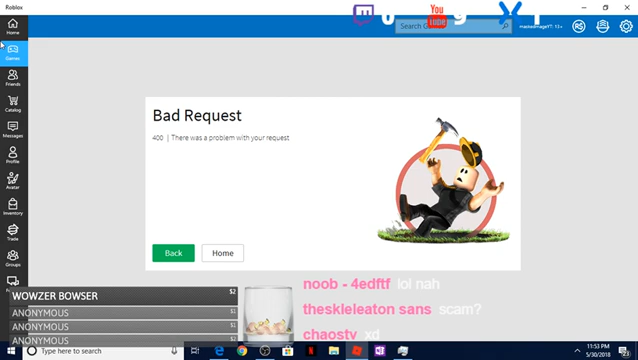 Roblox
Home
Games
Friends
Catalog
Messages
Profile
Avatar
Inventory
Trade
Groups
You
Tube
Bad Request
400 | There was a problem with your request
Back
Home
WOWZER BOWSER $2
ANONYMOUS $1
ANONYMOUS $1
ANONYMOUS
noob - 4edftf lol nah
theskleleaton sans scam?
chaostv xd
Type here to search
11:53 PM
5/30/2018